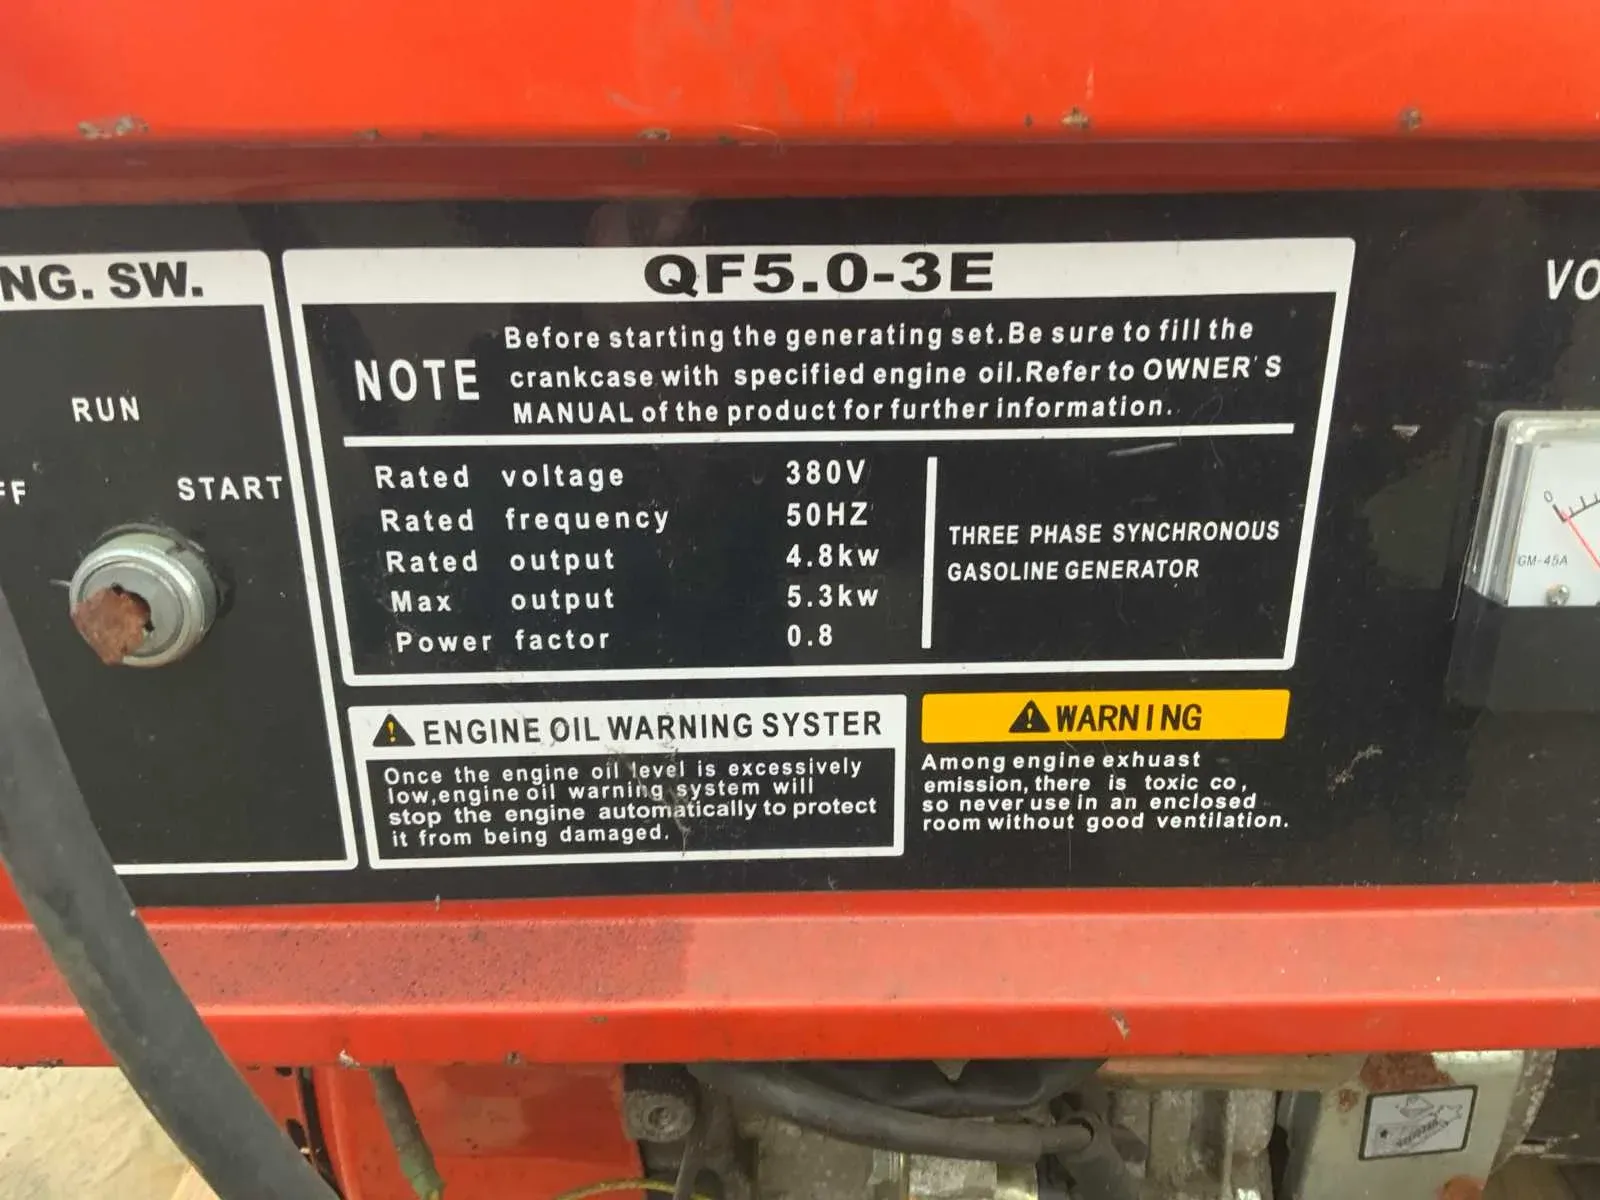 NG. SW.
RUN
FF
START
QF5.0-3E
NOTE
Before starting the generating set.Be sure to fill the
crankcase with specified engine oil.Refer to OWNER'S
MANUAL of the product for further information.
Rated voltage 380V
Rated frequency 50HZ
Rated output 4.8kw
Max output 5.3kw
Power factor 0.8
THREE PHASE SYNCHRONOUS
GASOLINE GENERATOR
ENGINE OIL WARNING SYSTER
Once the engine oil level is excessively
low,engine oil warning system will
stop the engine automatically to protect
it from being damaged.
WARNING
Among engine exhuast
emission, there is toxic co,
so never use in an enclosed
room without good ventilation.
VO
0
GM-45A